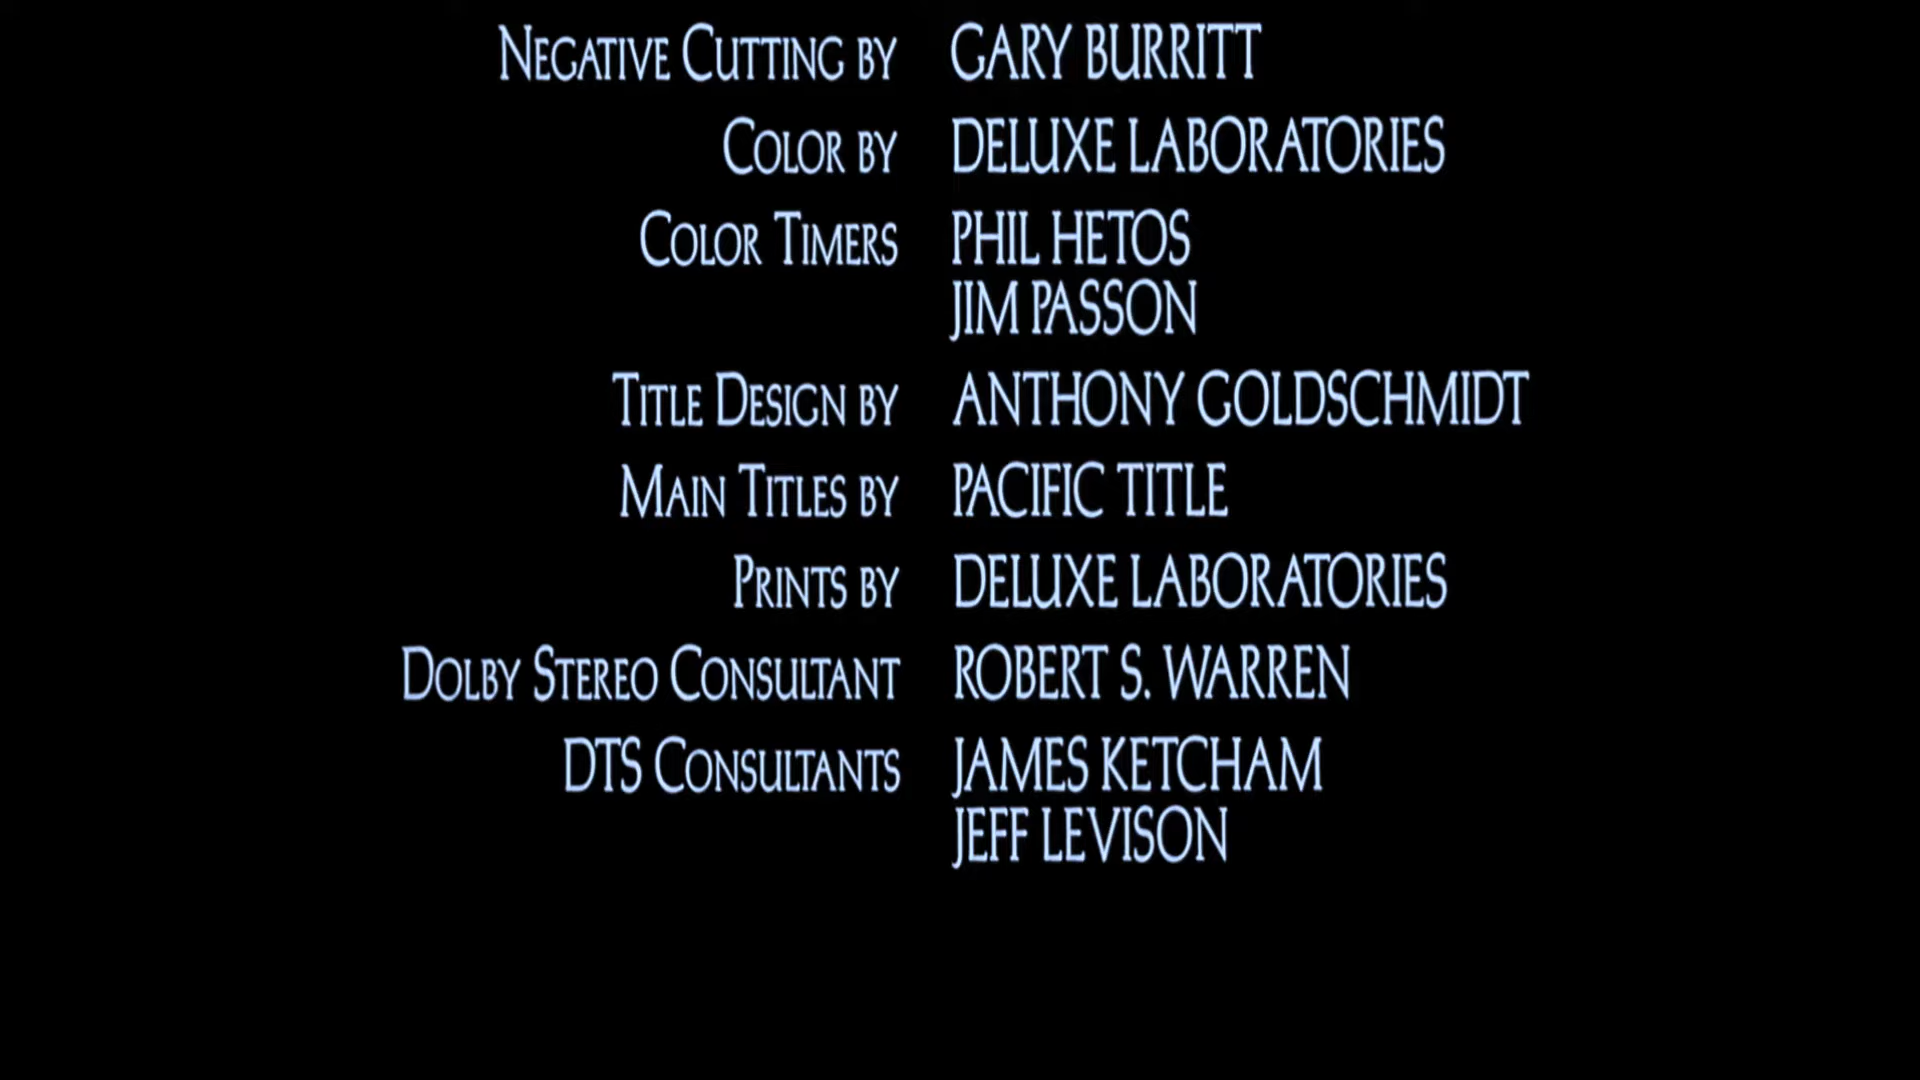 Negative Cutting by GARY BURRITT
Color by DELUXE LABORATORIES
Color Timers PHIL HETOS
JIM PASSON
Title Design by ANTHONY GOLDSCHMIDT
Main Titles by PACIFIC TITLE
Prints by DELUXE LABORATORIES
Dolby Stereo Consultant ROBERT S. WARREN
DTS Consultants JAMES KETCHAM
JEFF LEVISON